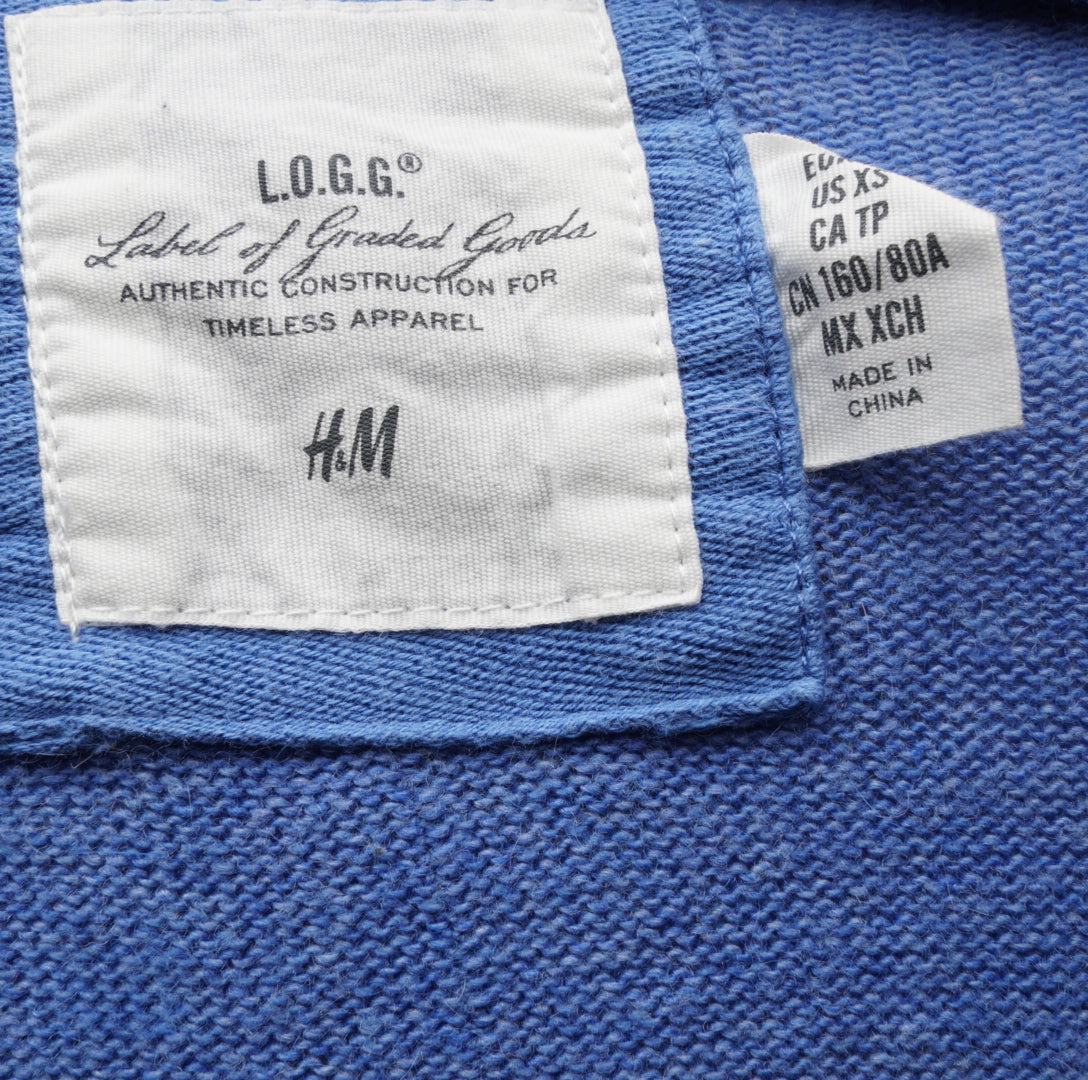 L.O.G.G.®
Label of Graded Goods
AUTHENTIC CONSTRUCTION FOR
TIMELESS APPAREL
H&M
US XS
CA TP
CN 160/80A
MX XCH
MADE IN
CHINA